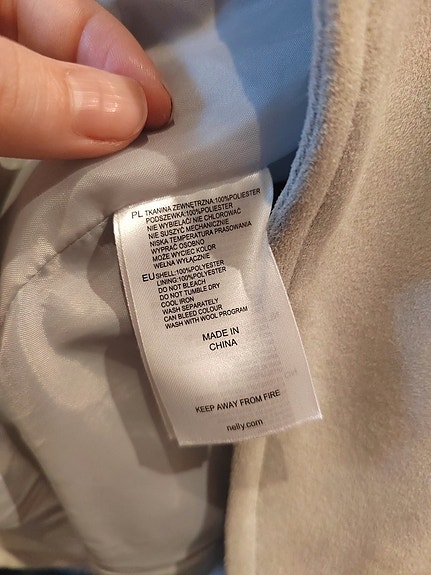 PL TKANINA ZEWNĘTRZNA:100%POLIESTER
PODSZEWKA:100%POLIESTER
NIE WYBIELAĆ/ NIE CHLOROWAĆ
NIE SUSZYĆ MECHANICZNIE
NISKA TEMPERATURA PRASOWANIA
WYPRAĆ OSOBNO
MOŻE WYCIEC KOLOR
WEŁNA WYŁĄCZNIE
EU SHELL:100%POLYESTER
LINING:100%POLYESTER
DO NOT BLEACH
DO NOT TUMBLE DRY
COOL IRON
WASH SEPARATELY
CAN BLEED COLOUR
WASH WITH WOOL PROGRAM
MADE IN
CHINA
KEEP AWAY FROM FIRE
nelly.com